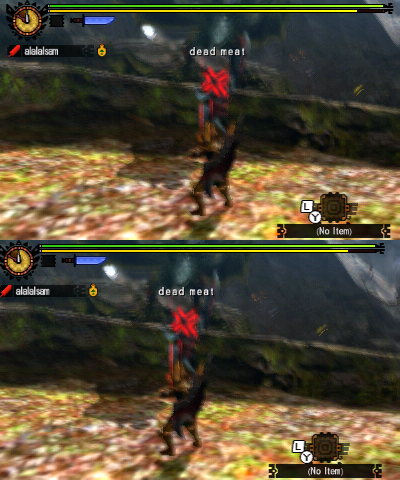 alalalsam
dead meat
L
Y
(No Item)
alalalsam
dead meat
L
Y
(No Item)